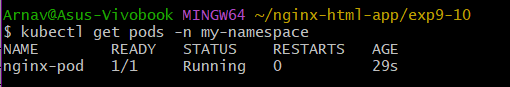 Arnav@Asus-Vivobook MINGW64 ~/nginx-html-app/exp9-10
$ kubectl get pods -n my-namespace
NAME        READY   STATUS    RESTARTS   AGE
nginx-pod   1/1     Running   0          29s